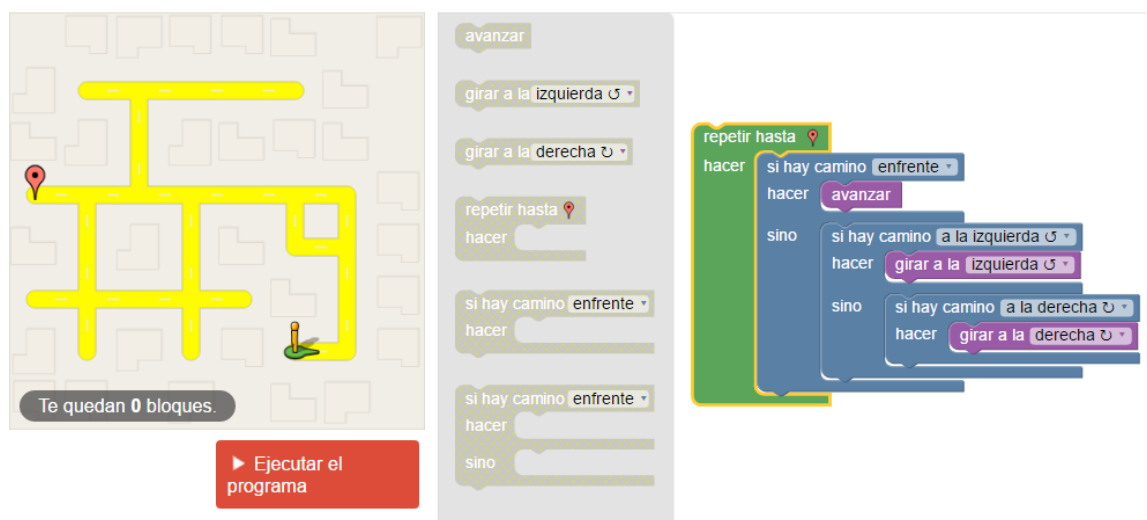 Te quedan 0 bloques.
Ejecutar el
programa
avanzar
girar a la izquierda ↺ ▾
girar a la derecha ↻ ▾
repetir hasta
hacer
si hay camino enfrente ▾
hacer
si hay camino enfrente ▾
hacer
sino
repetir hasta
hacer
si hay camino enfrente ▾
hacer
avanzar
sino
si hay camino a la izquierda ↺ ▾
hacer
girar a la izquierda ↺ ▾
sino
si hay camino a la derecha ↻ ▾
hacer
girar a la derecha ↻ ▾